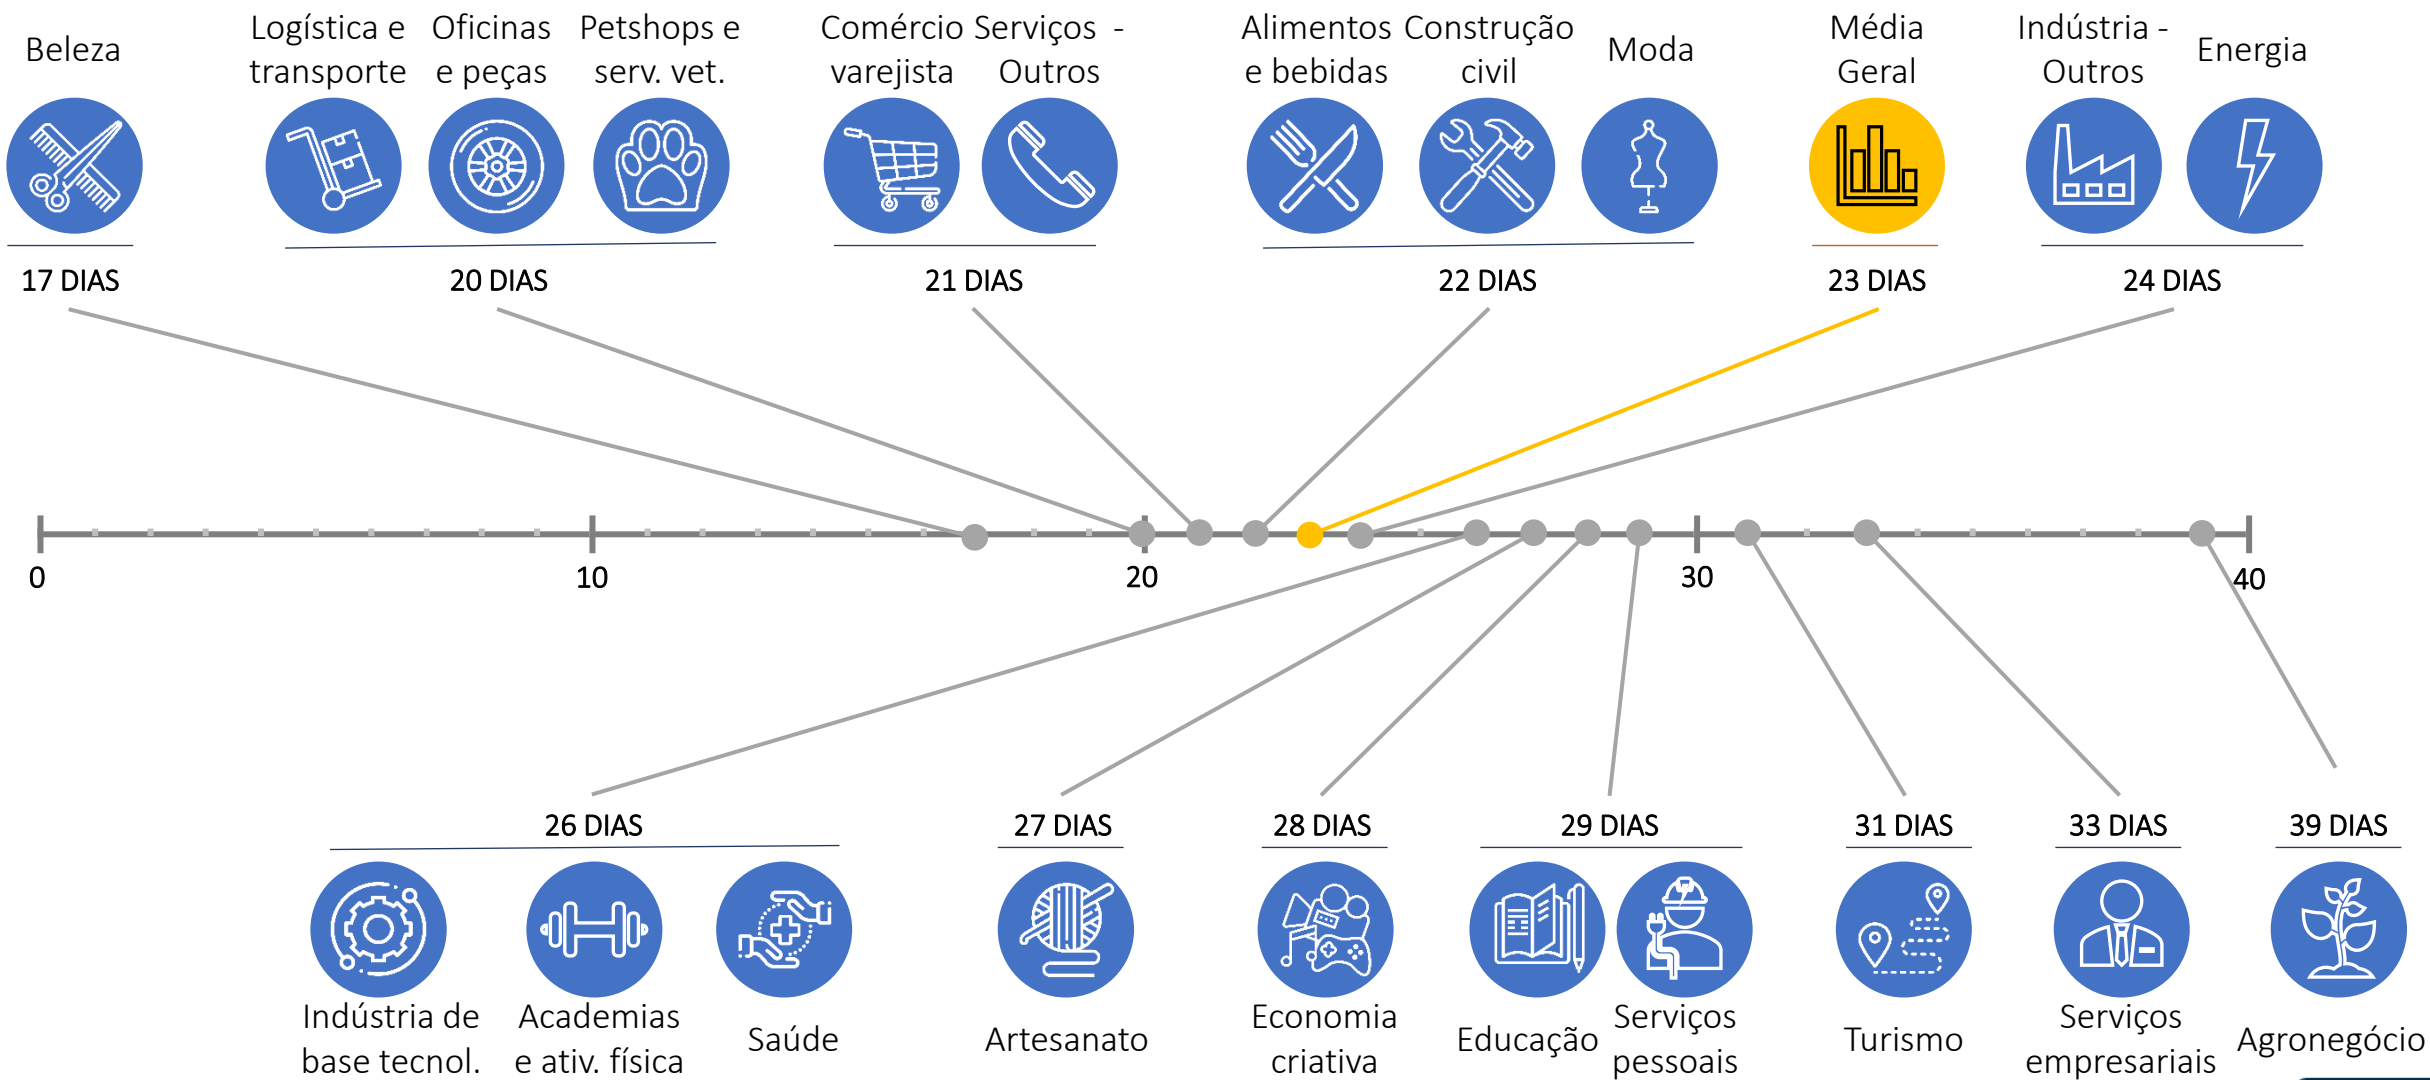 Beleza
Logística e
transporte
Oficinas
e peças
Petshops e
serv. vet.
Comércio
varejista
Serviços -
Outros
Alimentos
e bebidas
Construção
civil
Moda
Média
Geral
Indústria -
Outros
Energia
17 DIAS
20 DIAS
21 DIAS
22 DIAS
23 DIAS
24 DIAS
0
10
20
30
40
26 DIAS
27 DIAS
28 DIAS
29 DIAS
31 DIAS
33 DIAS
39 DIAS
Indústria de
base tecnol.
Academias
e ativ. física
Saúde
Artesanato
Economia
criativa
Educação
Serviços
pessoais
Turismo
Serviços
empresariais
Agronegócio